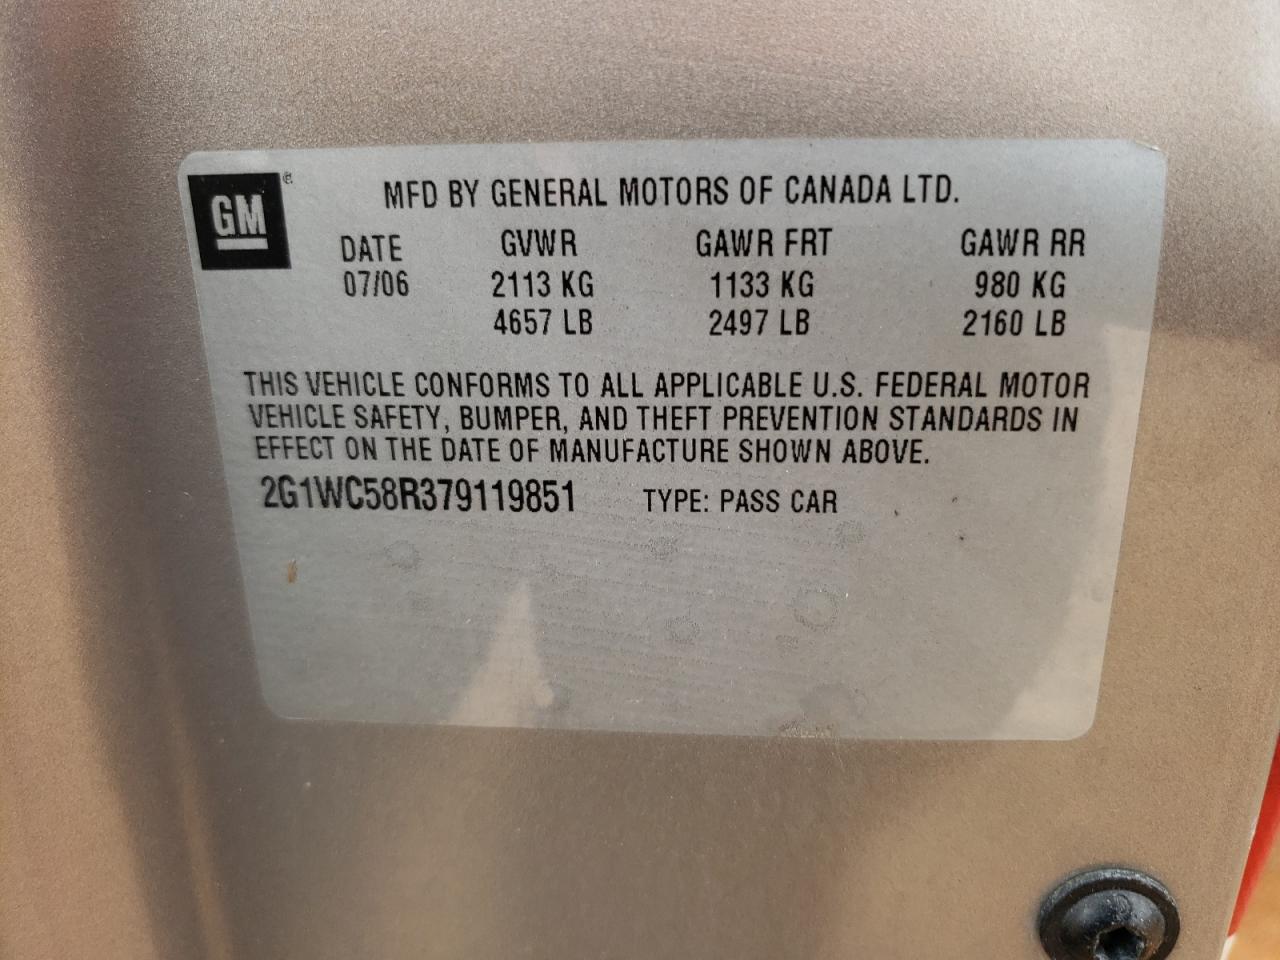 GM®
MFD BY GENERAL MOTORS OF CANADA LTD.
DATE GVWR GAWR FRT GAWR RR
07/06 2113 KG 1133 KG 980 KG
4657 LB 2497 LB 2160 LB
THIS VEHICLE CONFORMS TO ALL APPLICABLE U.S. FEDERAL MOTOR
VEHICLE SAFETY, BUMPER, AND THEFT PREVENTION STANDARDS IN
EFFECT ON THE DATE OF MANUFACTURE SHOWN ABOVE.
2G1WC58R379119851 TYPE: PASS CAR